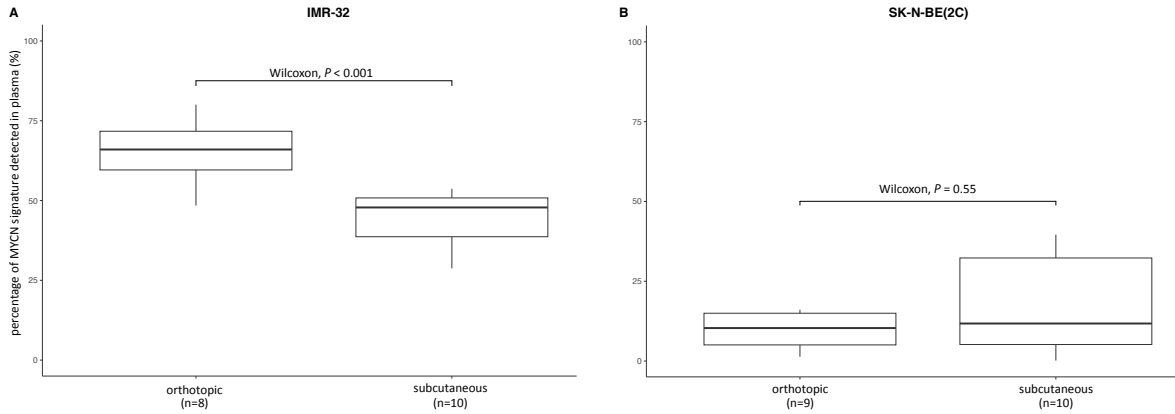 A
IMR-32
percentage of MYCN signature detected in plasma (%)
100
75
50
25
0
Wilcoxon, P < 0.001
orthotopic
(n=8)
subcutaneous
(n=10)
B
SK-N-BE(2C)
100
75
50
25
0
Wilcoxon, P = 0.55
orthotopic
(n=9)
subcutaneous
(n=10)